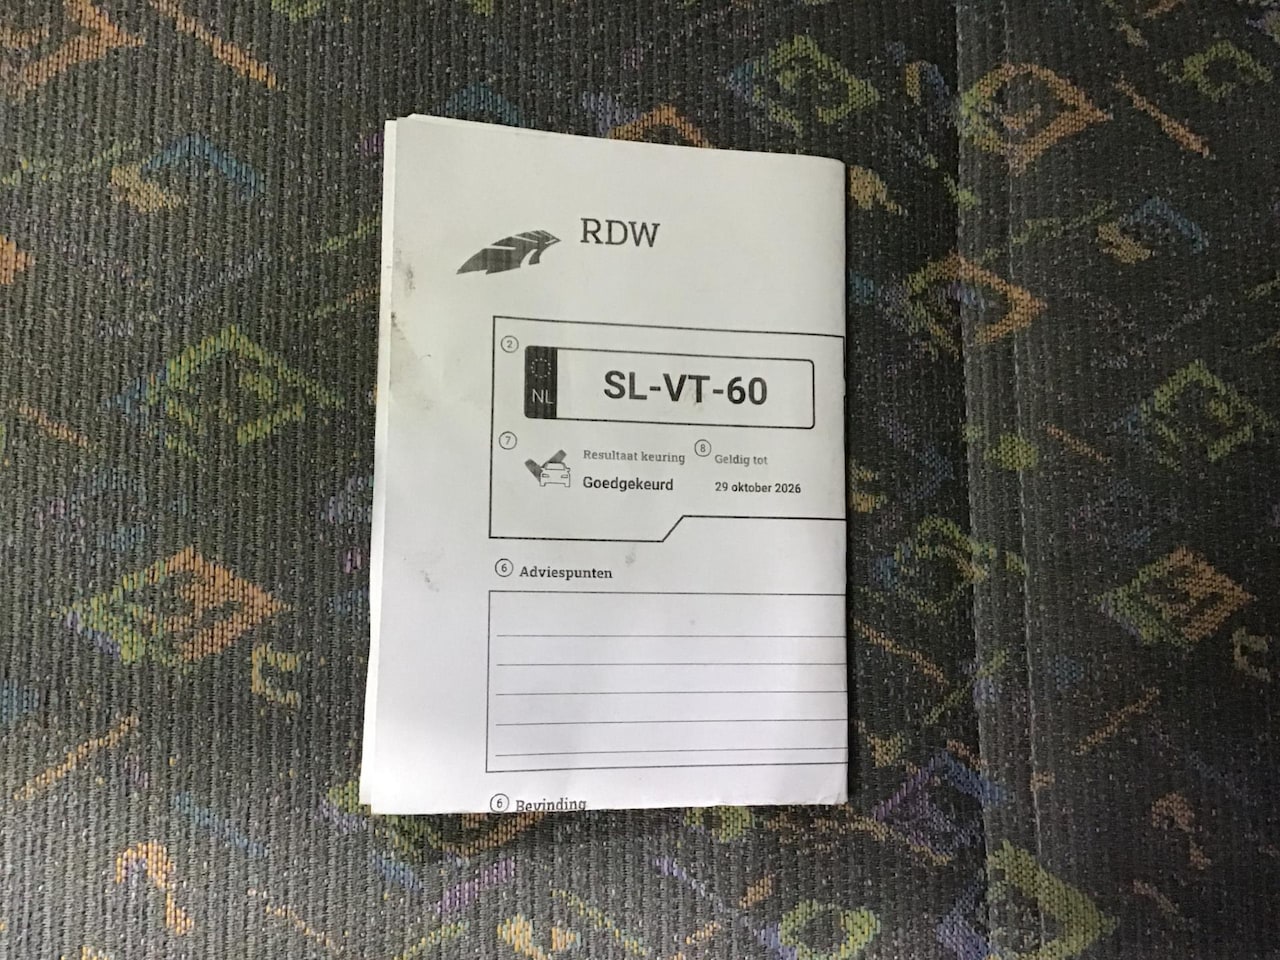 RDW
2
NL SL-VT-60
7 Resultaat keuring 8 Geldig tot
Goedgekeurd 29 oktober 2026
6 Adviespunten
6 Bevinding